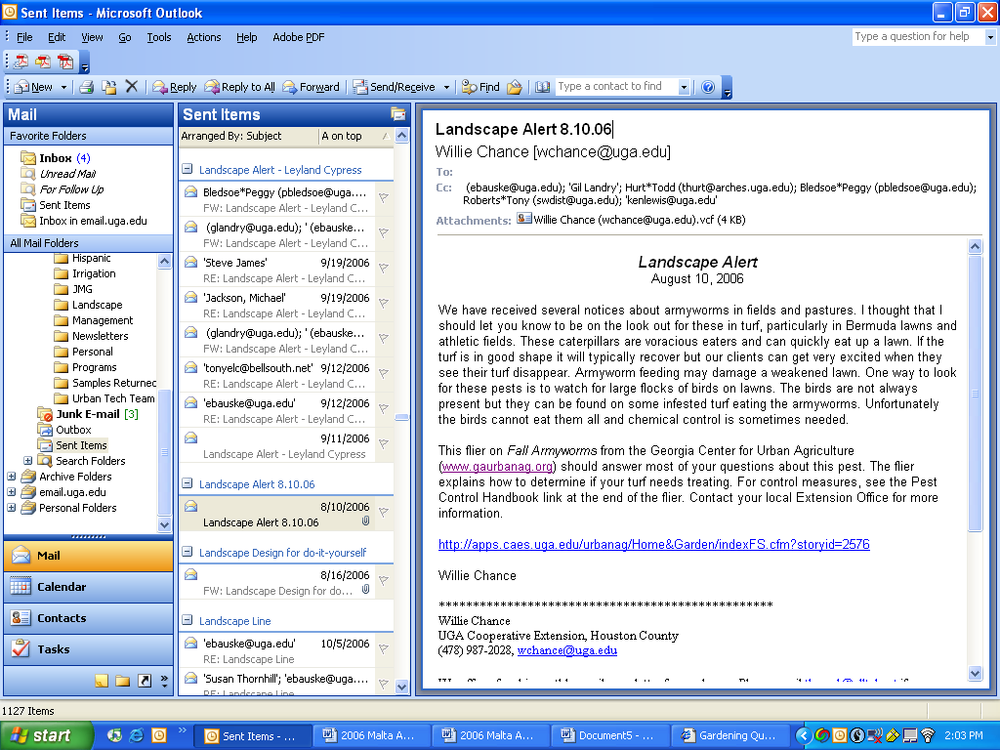 Sent Items - Microsoft Outlook
File Edit View Go Tools Actions Help Adobe PDF
Type a question for help
New Reply Reply to All Forward Send/Receive Find Type a contact to find
Mail
Favorite Folders
Inbox (4)
Unread Mail
For Follow Up
Sent Items
Inbox in email.uga.edu
All Mail Folders
Hispanic
Irrigation
JMG
Landscape
Management
Newsletters
Personal
Programs
Samples Returned
Urban Tech Team
Junk E-mail [3]
Outbox
Sent Items
Search Folders
Archive Folders
email.uga.edu
Personal Folders
Mail
Calendar
Contacts
Tasks
Sent Items
Arranged By: Subject A on top
Landscape Alert - Leyland Cypress
Bledsoe*Peggy (pbledsoe@uga....
FW: Landscape Alert - Leyland C...
(glandry@uga.edu); ' (ebauske...
FW: Landscape Alert - Leyland C...
'Steve James' 9/19/2006
RE: Landscape Alert - Leyland C...
'Jackson, Michael' 9/19/2006
RE: Landscape Alert - Leyland C...
(glandry@uga.edu); ' (ebauske...
FW: Landscape Alert - Leyland C...
'tonyelc@bellsouth.net' 9/12/2006
RE: Landscape Alert - Leyland C...
'ebauske@uga.edu' 9/12/2006
RE: Landscape Alert - Leyland C...
9/11/2006
Landscape Alert - Leyland Cypress
Landscape Alert 8.10.06
8/10/2006
Landscape Alert 8.10.06
Landscape Design for do-it-yourself
8/16/2006
FW: Landscape Design for do...
Landscape Line
'ebauske@uga.edu' 10/5/2006
RE: Landscape Line
'Susan Thornhill'; 'ebauske@uga....
RE: Landscape Line
Landscape Alert 8.10.06
Willie Chance [wchance@uga.edu]
To:
Cc: (ebauske@uga.edu); 'Gil Landry'; Hurt*Todd (thurt@arches.uga.edu); Bledsoe*Peggy (pbledsoe@uga.edu);
Roberts*Tony (swdist@uga.edu); 'kenlewis@uga.edu'
Attachments: Willie Chance (wchance@uga.edu).vcf (4 KB)
Landscape Alert
August 10, 2006
We have received several notices about armyworms in fields and pastures. I thought that I
should let you know to be on the look out for these in turf, particularly in Bermuda lawns and
athletic fields. These caterpillars are voracious eaters and can quickly eat up a lawn. If the
turf is in good shape it will typically recover but our clients can get very excited when they
see their turf disappear. Armyworm feeding may damage a weakened lawn. One way to look
for these pests is to watch for large flocks of birds on lawns. The birds are not always
present but they can be found on some infested turf eating the armyworms. Unfortunately
the birds cannot eat them all and chemical control is sometimes needed.
This flier on Fall Armyworms from the Georgia Center for Urban Agriculture
(www.gaurbanag.org) should answer most of your questions about this pest. The flier
explains how to determine if your turf needs treating. For control measures, see the Pest
Control Handbook link at the end of the flier. Contact your local Extension Office for more
information.
http://apps.caes.uga.edu/urbanag/Home&Garden/indexFS.cfm?storyid=2576
Willie Chance
**************************************************
Willie Chance
UGA Cooperative Extension, Houston County
(478) 987-2028, wchance@uga.edu
1127 Items
start Sent Items - ... 2006 Malta A... 2006 Malta A... Document5 - ... Gardening Qu... 2:03 PM